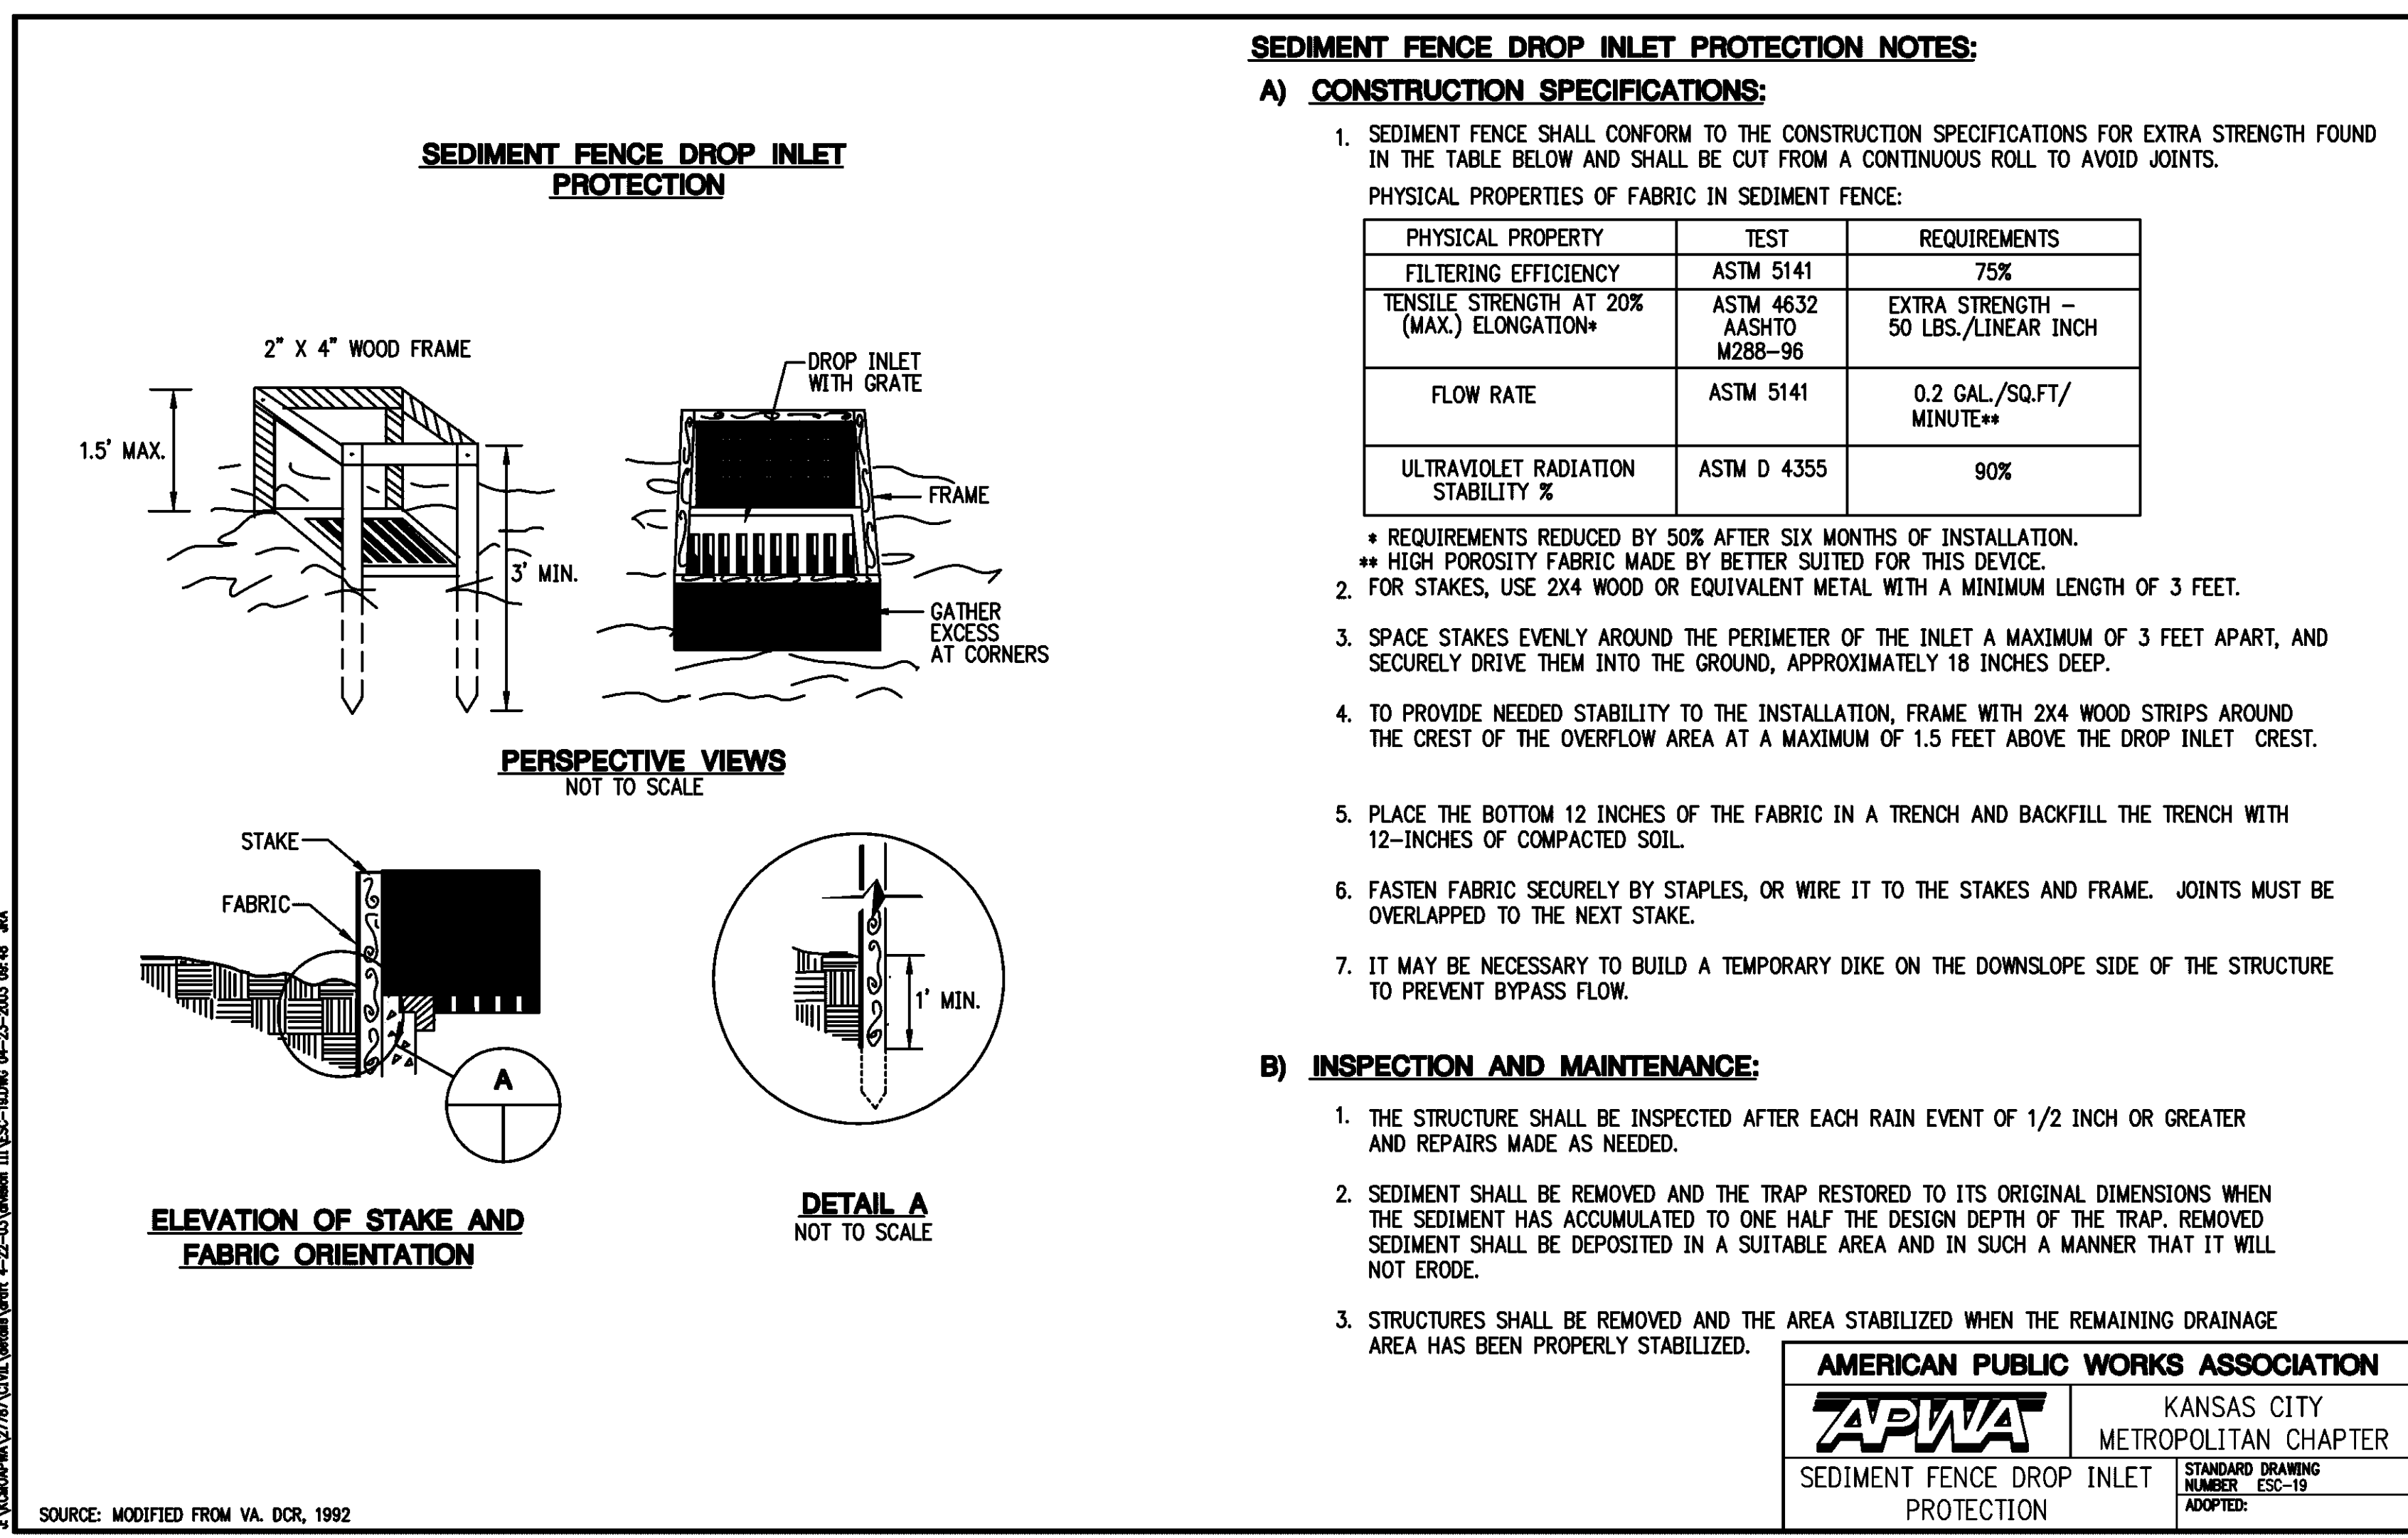 SEDIMENT FENCE DROP INLET
PROTECTION
2" X 4" WOOD FRAME
1.5' MAX.
3' MIN.
DROP INLET
WITH GRATE
FRAME
GATHER
EXCESS
AT CORNERS
PERSPECTIVE VIEWS
NOT TO SCALE
STAKE
FABRIC
A
ELEVATION OF STAKE AND
FABRIC ORIENTATION
1' MIN.
DETAIL A
NOT TO SCALE
SOURCE: MODIFIED FROM VA. DCR, 1992
SEDIMENT FENCE DROP INLET PROTECTION NOTES:
A) CONSTRUCTION SPECIFICATIONS:
1. SEDIMENT FENCE SHALL CONFORM TO THE CONSTRUCTION SPECIFICATIONS FOR EXTRA STRENGTH FOUND
IN THE TABLE BELOW AND SHALL BE CUT FROM A CONTINUOUS ROLL TO AVOID JOINTS.
PHYSICAL PROPERTIES OF FABRIC IN SEDIMENT FENCE:
PHYSICAL PROPERTY TEST REQUIREMENTS
FILTERING EFFICIENCY ASTM 5141 75%
TENSILE STRENGTH AT 20% ASTM 4632 EXTRA STRENGTH –
(MAX.) ELONGATION* AASHTO 50 LBS./LINEAR INCH
M288–96
FLOW RATE ASTM 5141 0.2 GAL./SQ.FT/
MINUTE**
ULTRAVIOLET RADIATION ASTM D 4355 90%
STABILITY %
* REQUIREMENTS REDUCED BY 50% AFTER SIX MONTHS OF INSTALLATION.
** HIGH POROSITY FABRIC MADE BY BETTER SUITED FOR THIS DEVICE.
2. FOR STAKES, USE 2X4 WOOD OR EQUIVALENT METAL WITH A MINIMUM LENGTH OF 3 FEET.
3. SPACE STAKES EVENLY AROUND THE PERIMETER OF THE INLET A MAXIMUM OF 3 FEET APART, AND
SECURELY DRIVE THEM INTO THE GROUND, APPROXIMATELY 18 INCHES DEEP.
4. TO PROVIDE NEEDED STABILITY TO THE INSTALLATION, FRAME WITH 2X4 WOOD STRIPS AROUND
THE CREST OF THE OVERFLOW AREA AT A MAXIMUM OF 1.5 FEET ABOVE THE DROP INLET CREST.
5. PLACE THE BOTTOM 12 INCHES OF THE FABRIC IN A TRENCH AND BACKFILL THE TRENCH WITH
12–INCHES OF COMPACTED SOIL.
6. FASTEN FABRIC SECURELY BY STAPLES, OR WIRE IT TO THE STAKES AND FRAME. JOINTS MUST BE
OVERLAPPED TO THE NEXT STAKE.
7. IT MAY BE NECESSARY TO BUILD A TEMPORARY DIKE ON THE DOWNSLOPE SIDE OF THE STRUCTURE
TO PREVENT BYPASS FLOW.
B) INSPECTION AND MAINTENANCE:
1. THE STRUCTURE SHALL BE INSPECTED AFTER EACH RAIN EVENT OF 1/2 INCH OR GREATER
AND REPAIRS MADE AS NEEDED.
2. SEDIMENT SHALL BE REMOVED AND THE TRAP RESTORED TO ITS ORIGINAL DIMENSIONS WHEN
THE SEDIMENT HAS ACCUMULATED TO ONE HALF THE DESIGN DEPTH OF THE TRAP. REMOVED
SEDIMENT SHALL BE DEPOSITED IN A SUITABLE AREA AND IN SUCH A MANNER THAT IT WILL
NOT ERODE.
3. STRUCTURES SHALL BE REMOVED AND THE AREA STABILIZED WHEN THE REMAINING DRAINAGE
AREA HAS BEEN PROPERLY STABILIZED.
AMERICAN PUBLIC WORKS ASSOCIATION
APWA
KANSAS CITY
METROPOLITAN CHAPTER
SEDIMENT FENCE DROP INLET
PROTECTION
STANDARD DRAWING
NUMBER ESC–19
ADOPTED: